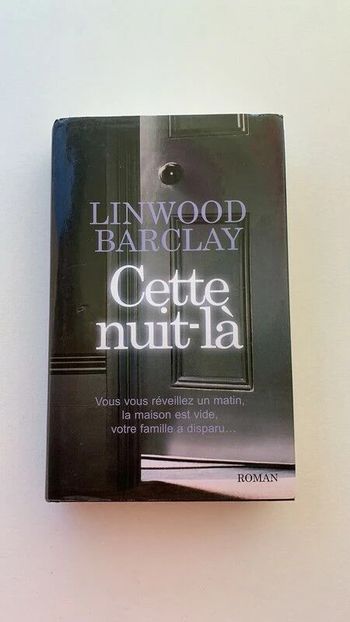 LINWOOD
BARCLAY
Cette
nuit-là
Vous vous réveillez un matin,
la maison est vide,
votre famille a disparu...
ROMAN